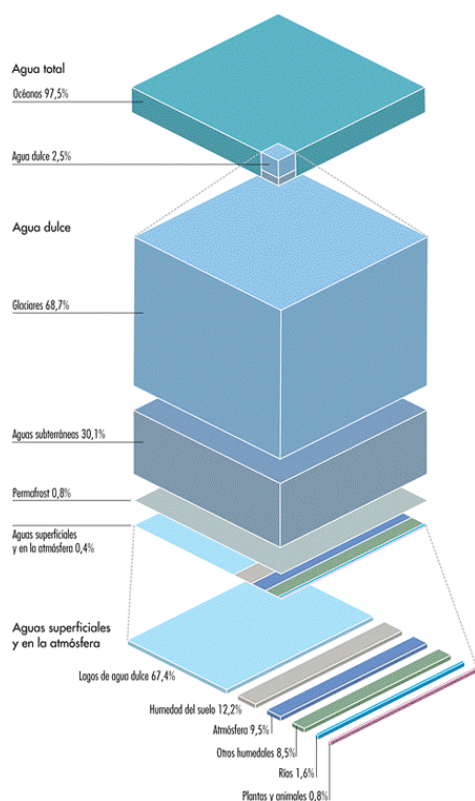 Agua total
Océanos 97,5%
Agua dulce 2,5%
Agua dulce
Glaciares 68,7%
Aguas subterráneas 30,1%
Permafrost 0,8%
Aguas superficiales
y en la atmósfera 0,4%
Aguas superficiales
y en la atmósfera
Lagos de agua dulce 67,4%
Humedad del suelo 12,2%
Atmósfera 9,5%
Otros humedales 8,5%
Ríos 1,6%
Plantas y animales 0,8%